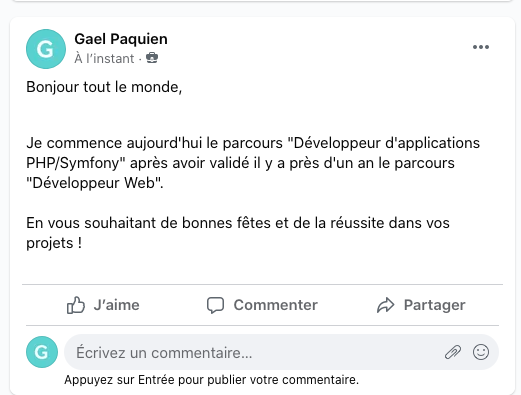 G
Gael Paquien
À l'instant ·
Bonjour tout le monde,
Je commence aujourd'hui le parcours "Développeur d'applications
PHP/Symfony" après avoir validé il y a près d'un an le parcours
"Développeur Web".
En vous souhaitant de bonnes fêtes et de la réussite dans vos
projets !
J'aime Commenter Partager
G Écrivez un commentaire...
Appuyez sur Entrée pour publier votre commentaire.